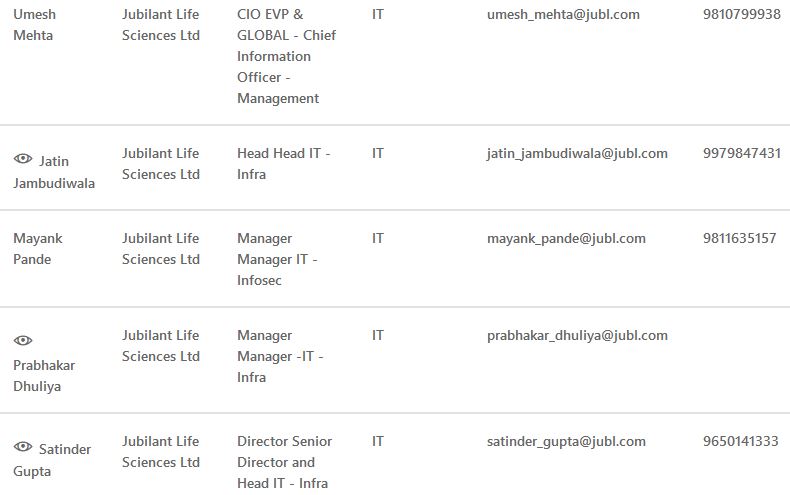 Umesh Mehta Jubilant Life Sciences Ltd CIO EVP & GLOBAL - Chief Information Officer - Management IT umesh_mehta@jubl.com 9810799938
Jatin Jambudiwala Jubilant Life Sciences Ltd Head Head IT - Infra IT jatin_jambudiwala@jubl.com 9979847431
Mayank Pande Jubilant Life Sciences Ltd Manager Manager IT - Infosec IT mayank_pande@jubl.com 9811635157
Prabhakar Dhuliya Jubilant Life Sciences Ltd Manager Manager -IT - Infra IT prabhakar_dhuliya@jubl.com
Satinder Gupta Jubilant Life Sciences Ltd Director Senior Director and Head IT - Infra IT satinder_gupta@jubl.com 9650141333